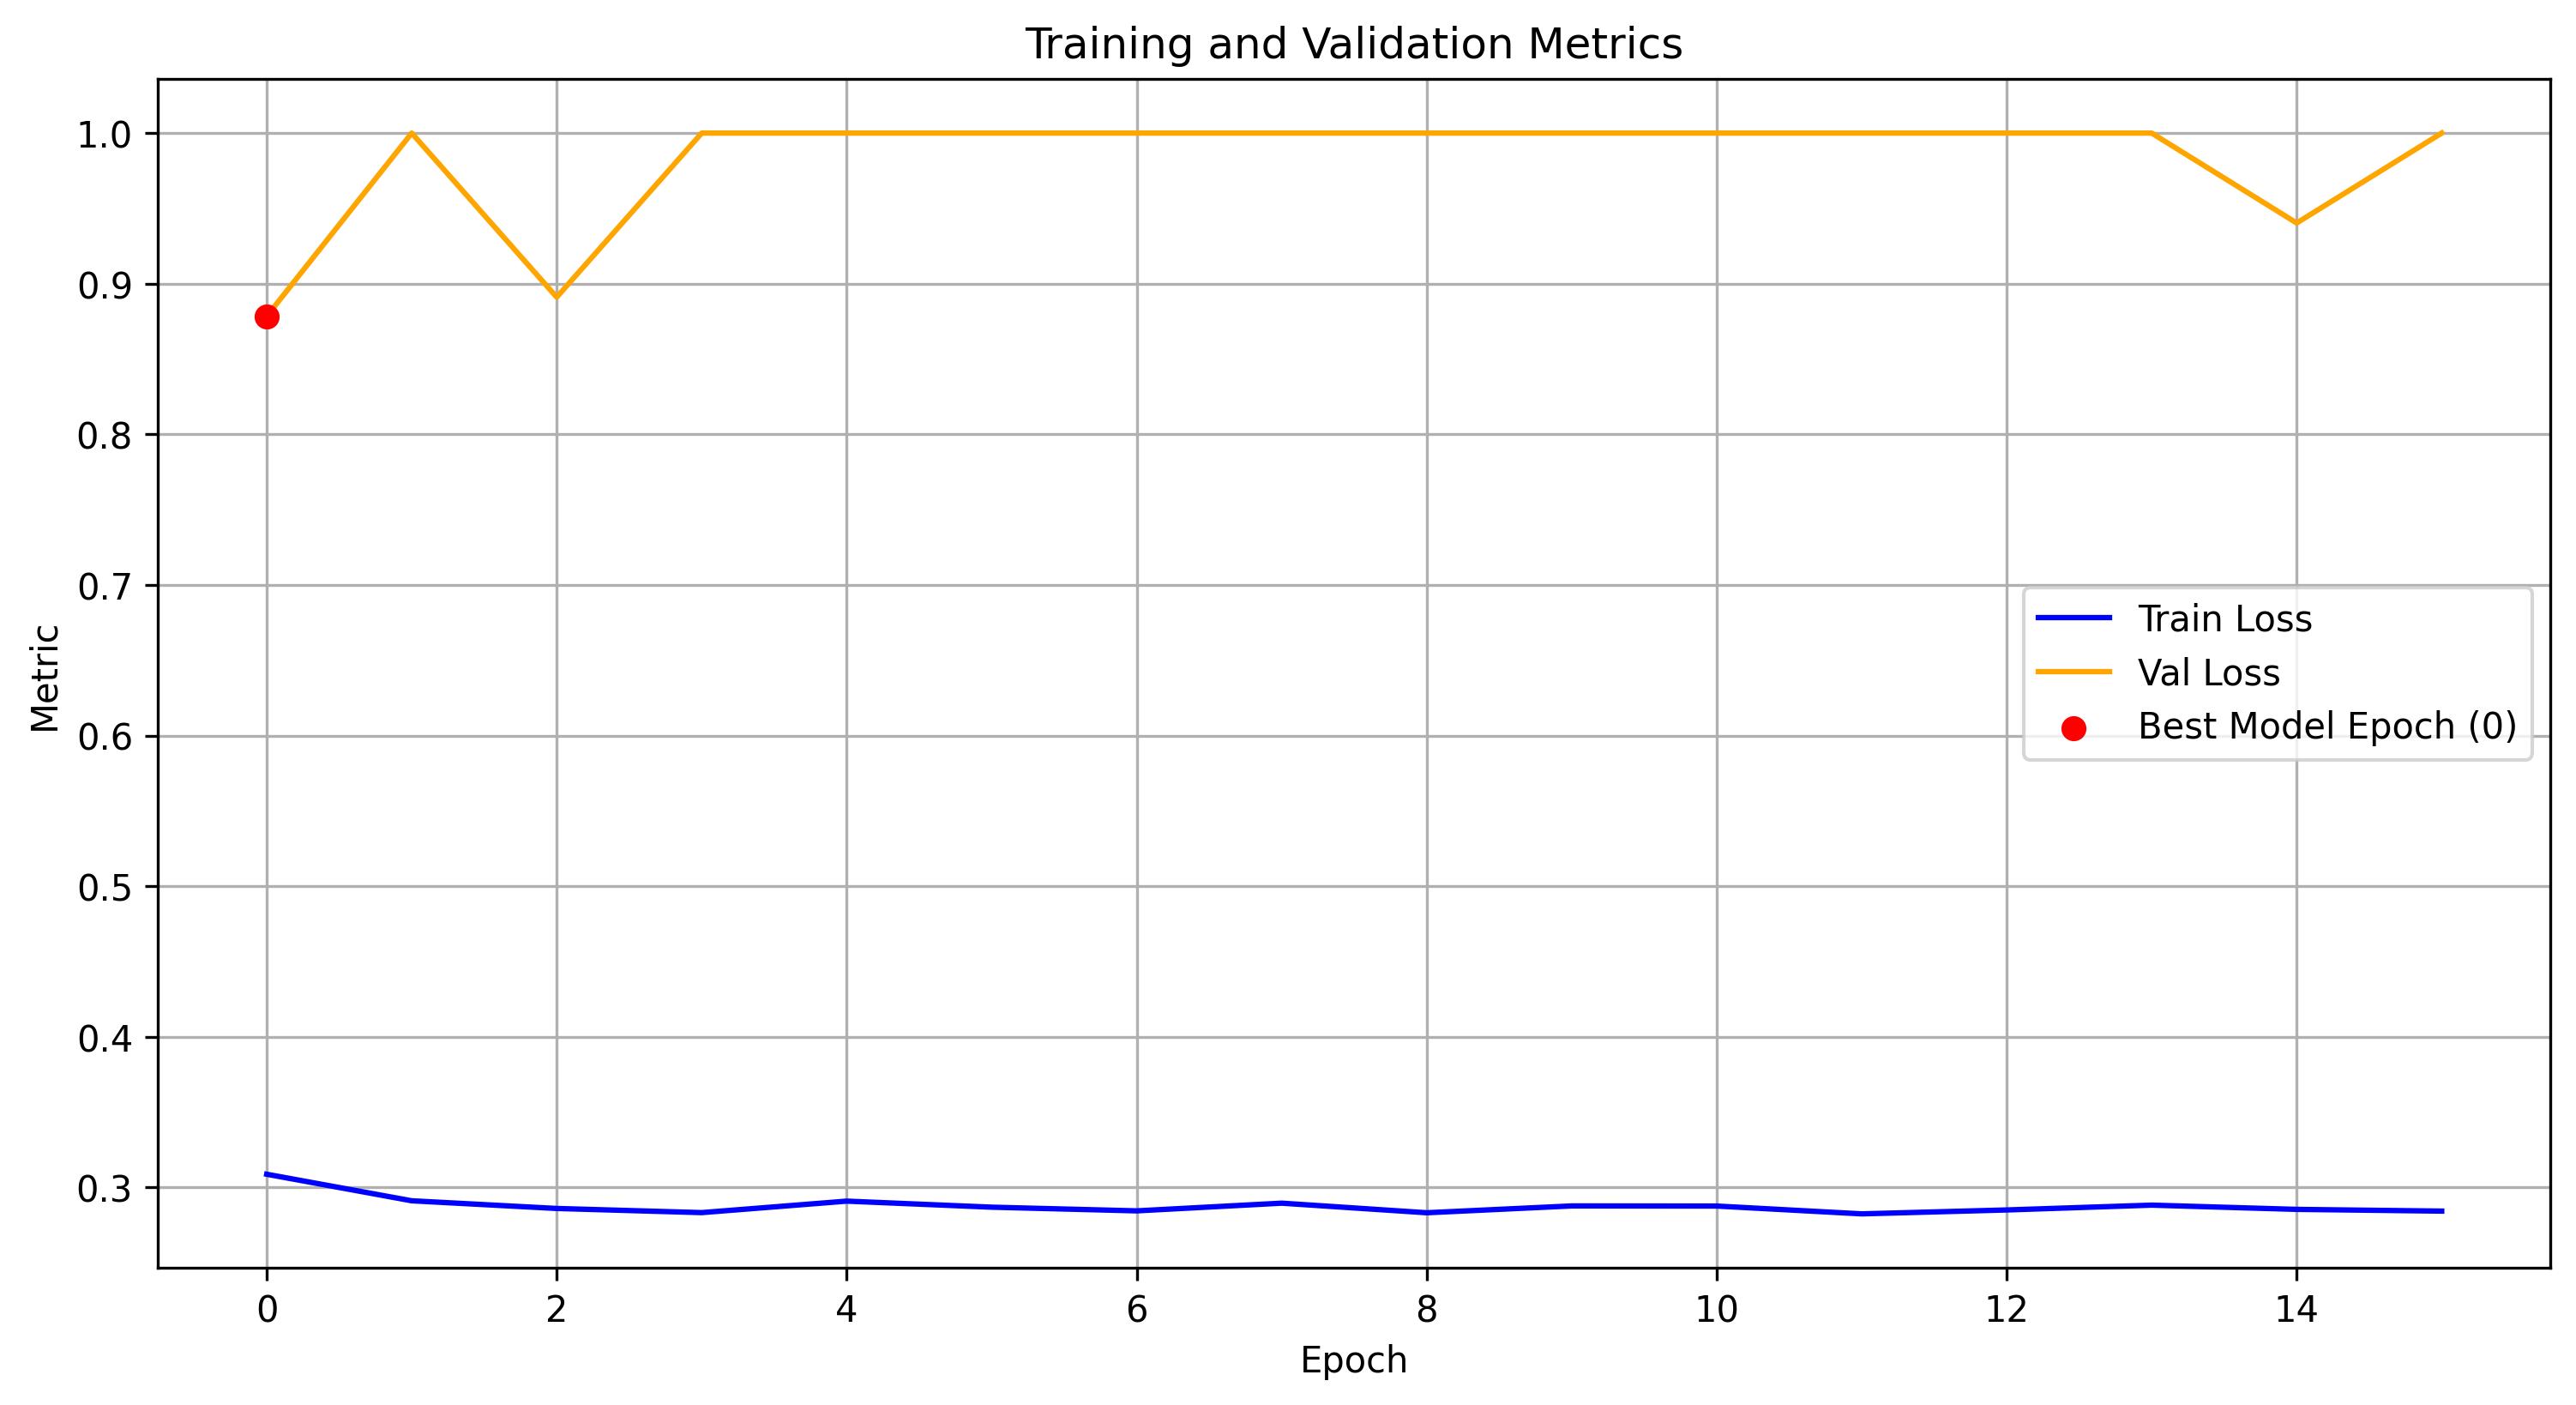 Training and Validation Metrics
1.0
0.9
0.8
0.7
0.6
0.5
0.4
0.3
Metric
Train Loss
Val Loss
Best Model Epoch (0)
0 2 4 6 8 10 12 14
Epoch